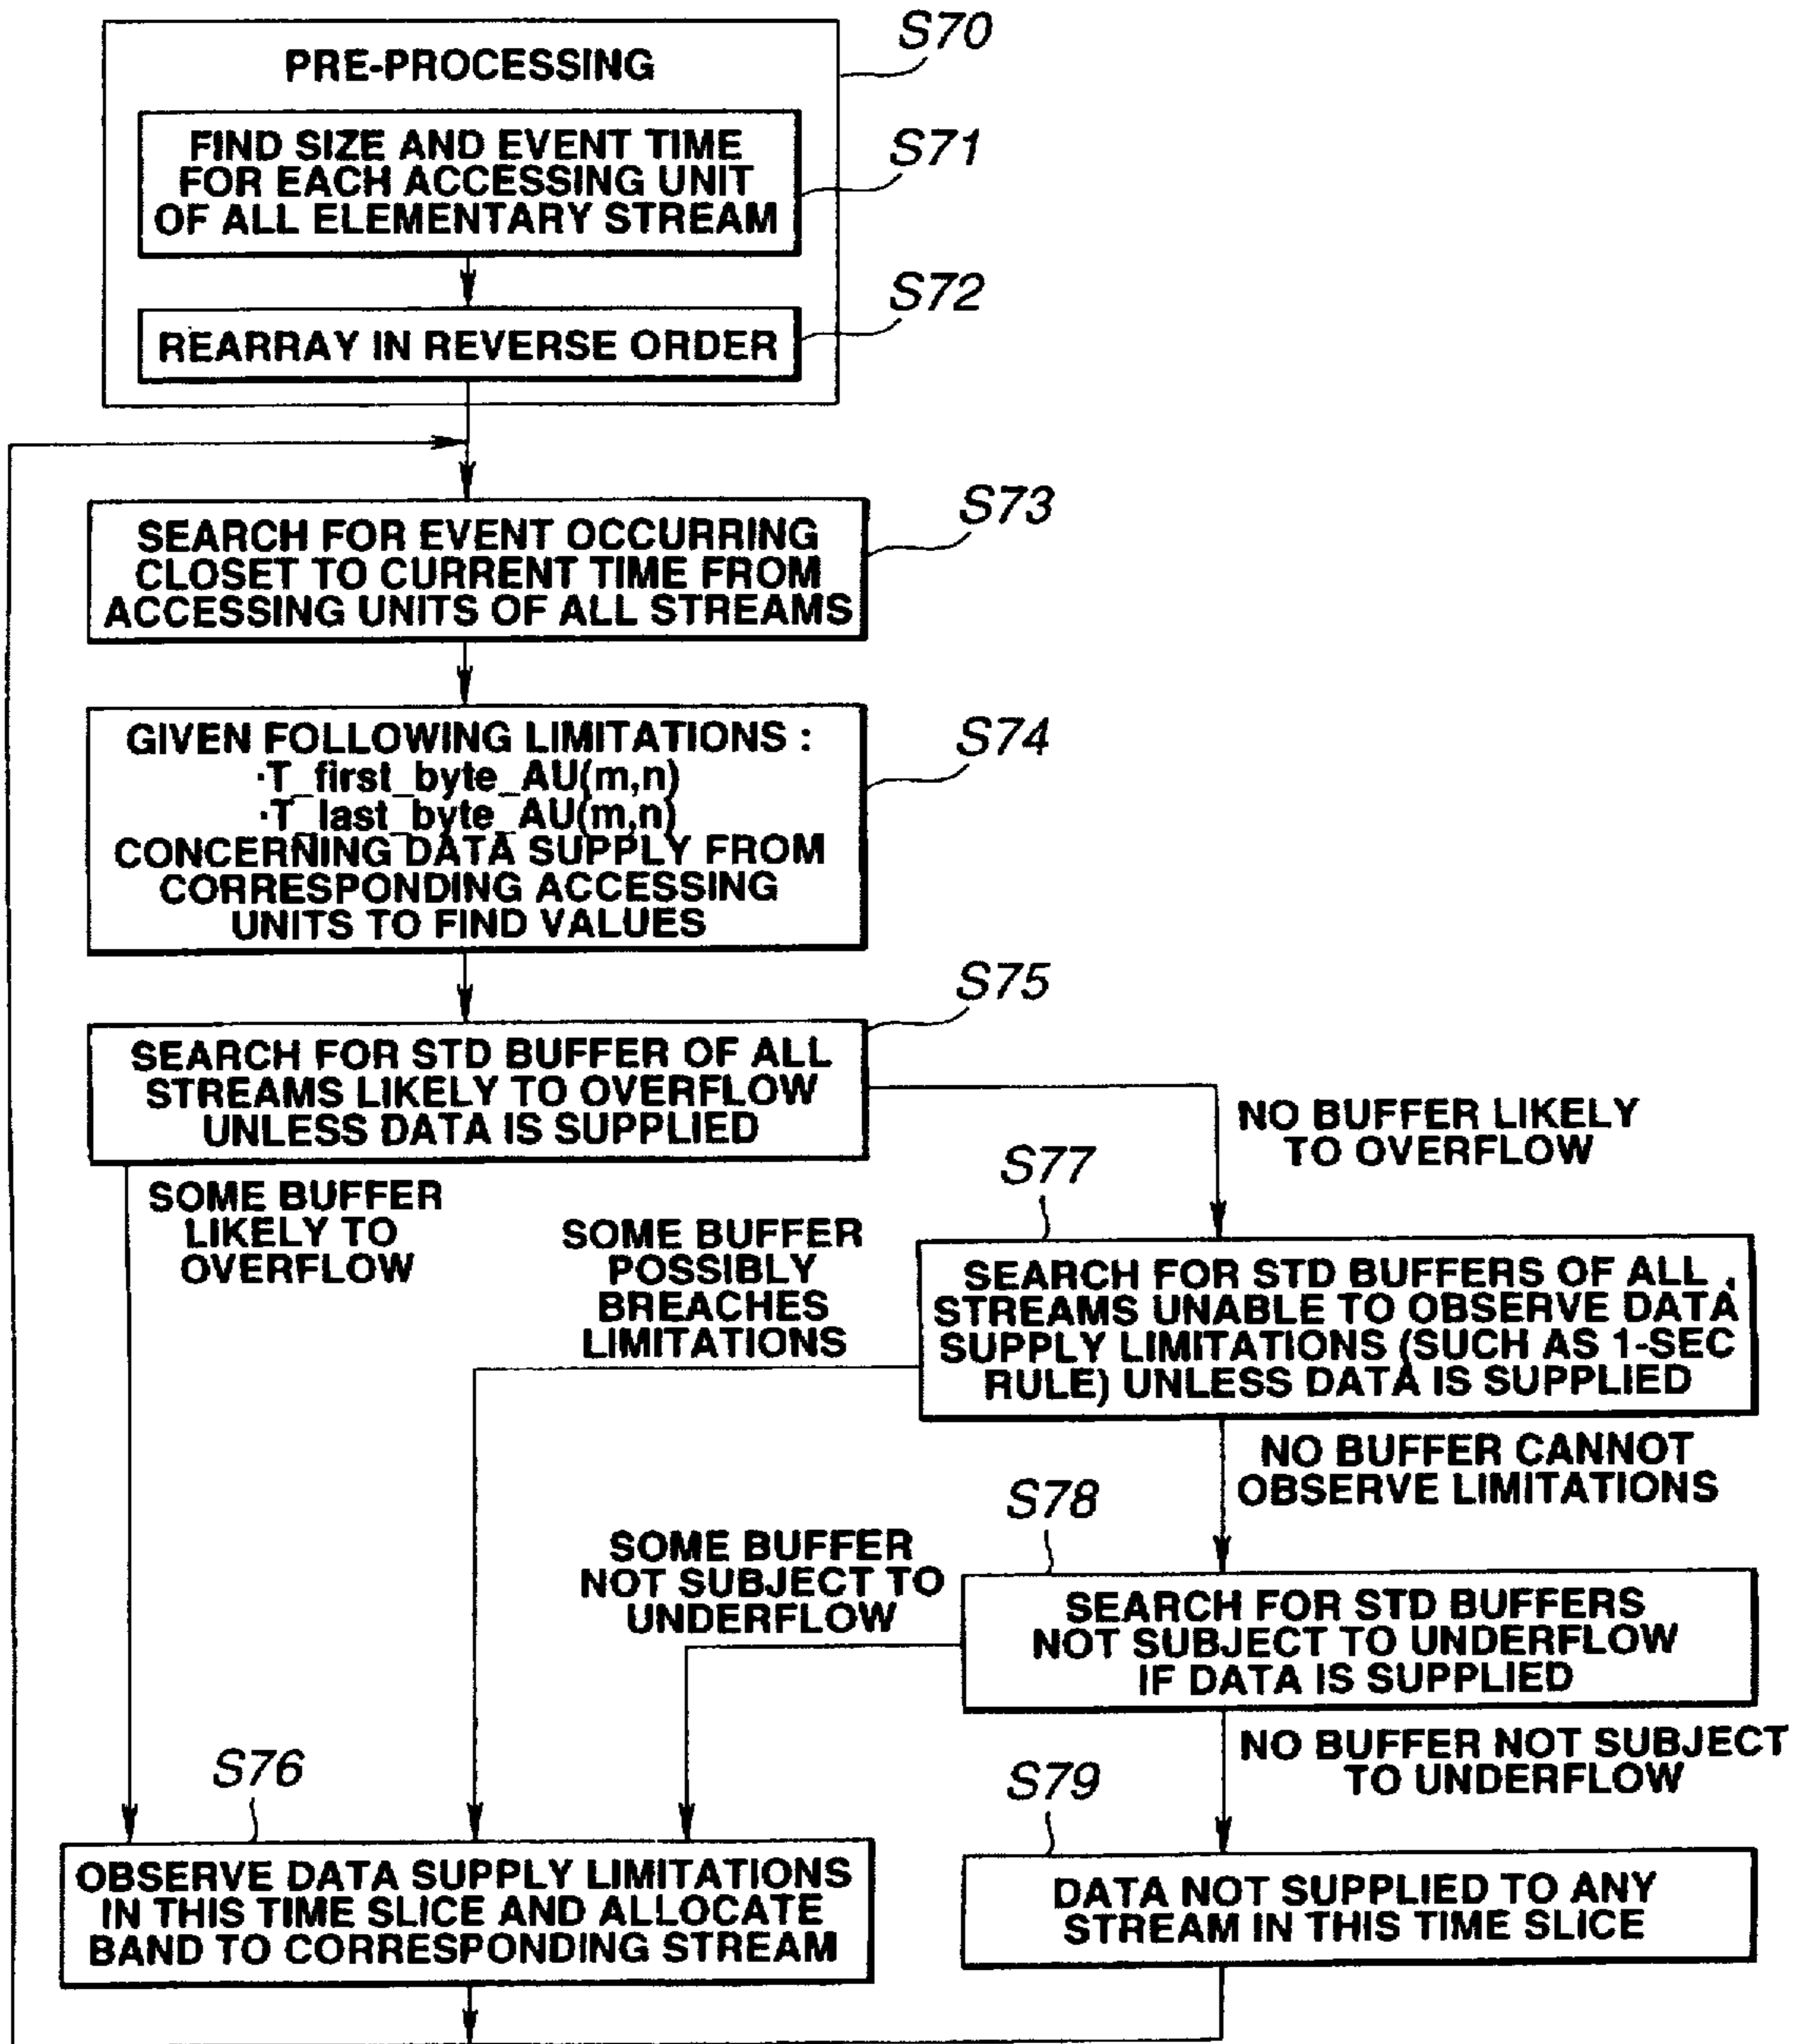 S70
PRE-PROCESSING
FIND SIZE AND EVENT TIME
FOR EACH ACCESSING UNIT
OF ALL ELEMENTARY STREAM
S71
REARRAY IN REVERSE ORDER
S72
SEARCH FOR EVENT OCCURRING
CLOSET TO CURRENT TIME FROM
ACCESSING UNITS OF ALL STREAMS
S73
GIVEN FOLLOWING LIMITATIONS :
·T_first_byte_AU(m,n)
·T_last_byte_AU(m,n)
CONCERNING DATA SUPPLY FROM
CORRESPONDING ACCESSING
UNITS TO FIND VALUES
S74
SEARCH FOR STD BUFFER OF ALL
STREAMS LIKELY TO OVERFLOW
UNLESS DATA IS SUPPLIED
S75
NO BUFFER LIKELY
TO OVERFLOW
SOME BUFFER
LIKELY TO
OVERFLOW
S77
SOME BUFFER
POSSIBLY
BREACHES
LIMITATIONS
SEARCH FOR STD BUFFERS OF ALL
STREAMS UNABLE TO OBSERVE DATA
SUPPLY LIMITATIONS (SUCH AS 1-SEC
RULE) UNLESS DATA IS SUPPLIED
NO BUFFER CANNOT
OBSERVE LIMITATIONS
S78
SOME BUFFER
NOT SUBJECT TO
UNDERFLOW
SEARCH FOR STD BUFFERS
NOT SUBJECT TO UNDERFLOW
IF DATA IS SUPPLIED
NO BUFFER NOT SUBJECT
TO UNDERFLOW
S76
OBSERVE DATA SUPPLY LIMITATIONS
IN THIS TIME SLICE AND ALLOCATE
BAND TO CORRESPONDING STREAM
S79
DATA NOT SUPPLIED TO ANY
STREAM IN THIS TIME SLICE